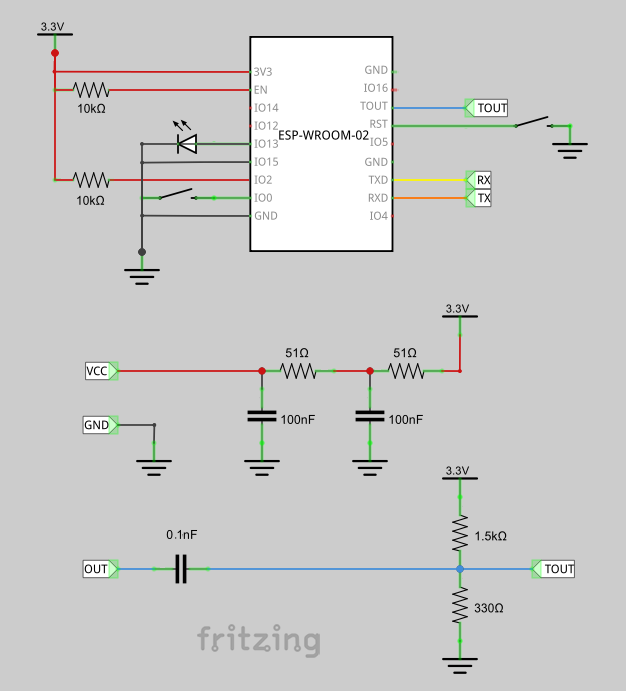 3.3V
3V3
EN
IO14
IO12
IO13
IO15
IO2
IO0
GND
ESP-WROOM-02
GND
IO16
TOUT
RST
IO5
GND
TXD
RXD
IO4
10kΩ
10kΩ
TOUT
RX
TX
3.3V
VCC
51Ω
51Ω
100nF
100nF
GND
3.3V
0.1nF
1.5kΩ
OUT
TOUT
330Ω
fritzing